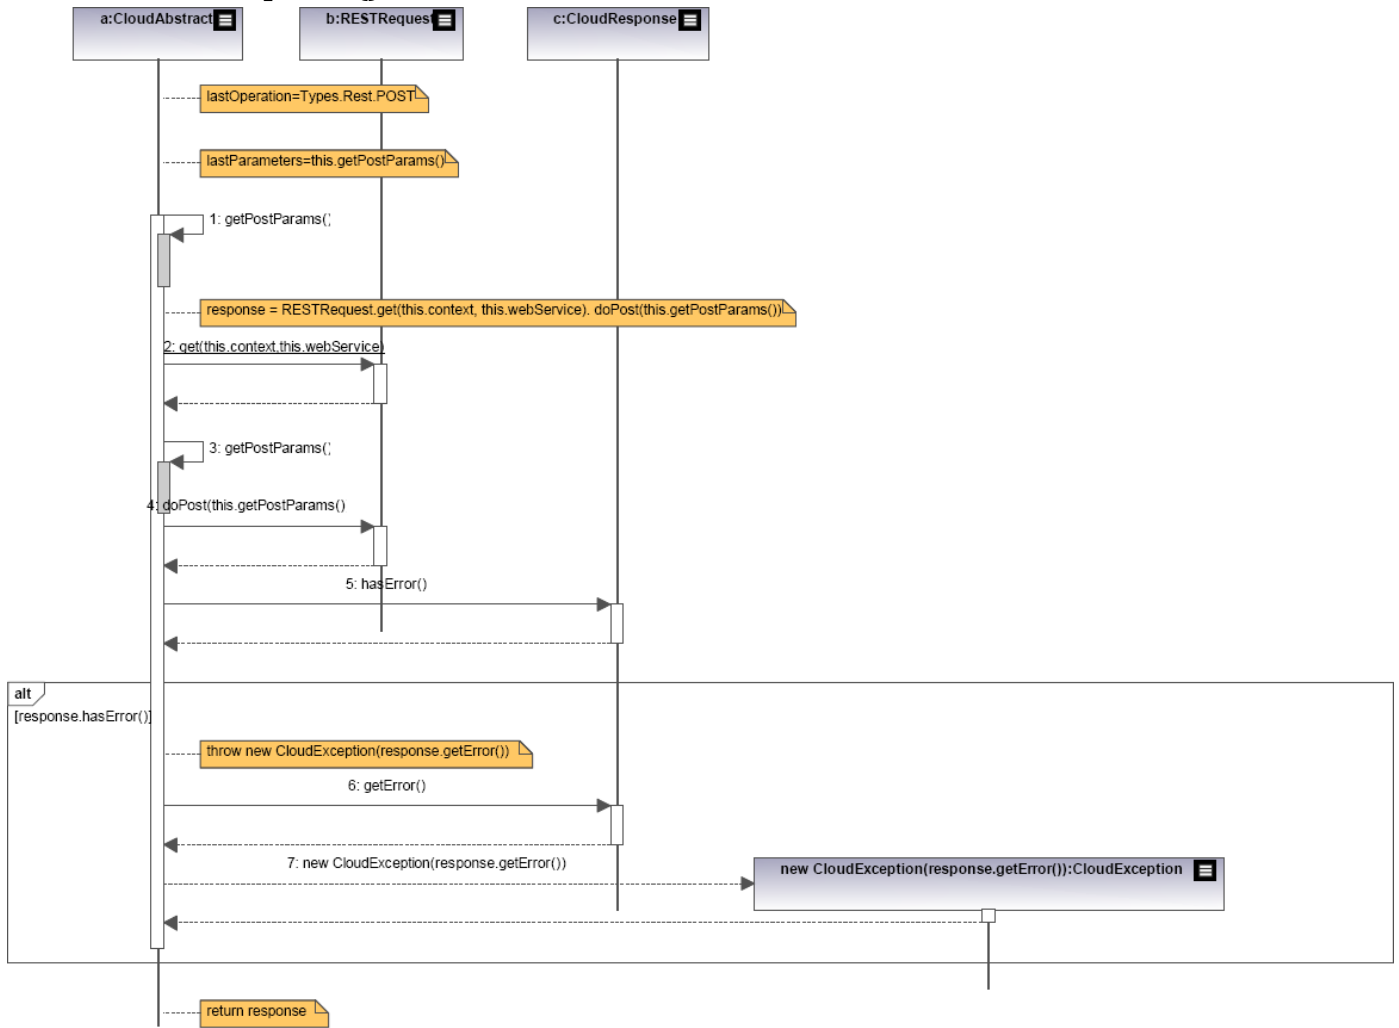 a:CloudAbstract
b:RESTRequest
c:CloudResponse
lastOperation=Types.Rest.POST
lastParameters=this.getPostParams()
1: getPostParams()
response = RESTRequest.get(this.context, this.webService). doPost(this.getPostParams())
2: get(this.context,this.webService)
3: getPostParams()
4: doPost(this.getPostParams()
5: hasError()
alt
[response.hasError()]
throw new CloudException(response.getError())
6: getError()
7: new CloudException(response.getError())
new CloudException(response.getError()):CloudException
return response